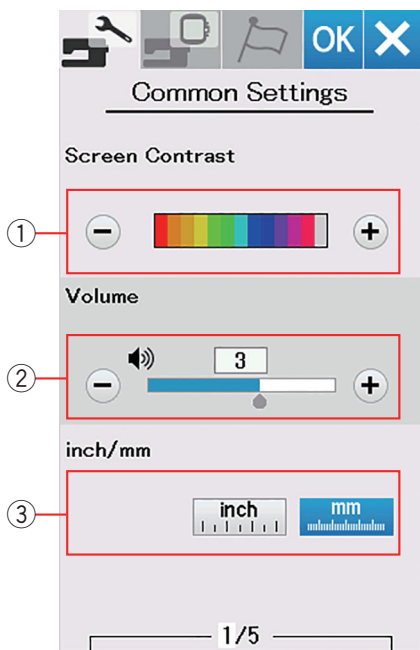 OK
Common Settings
Screen Contrast
1
Volume
3
2
inch/mm
inch
mm
3
1/5